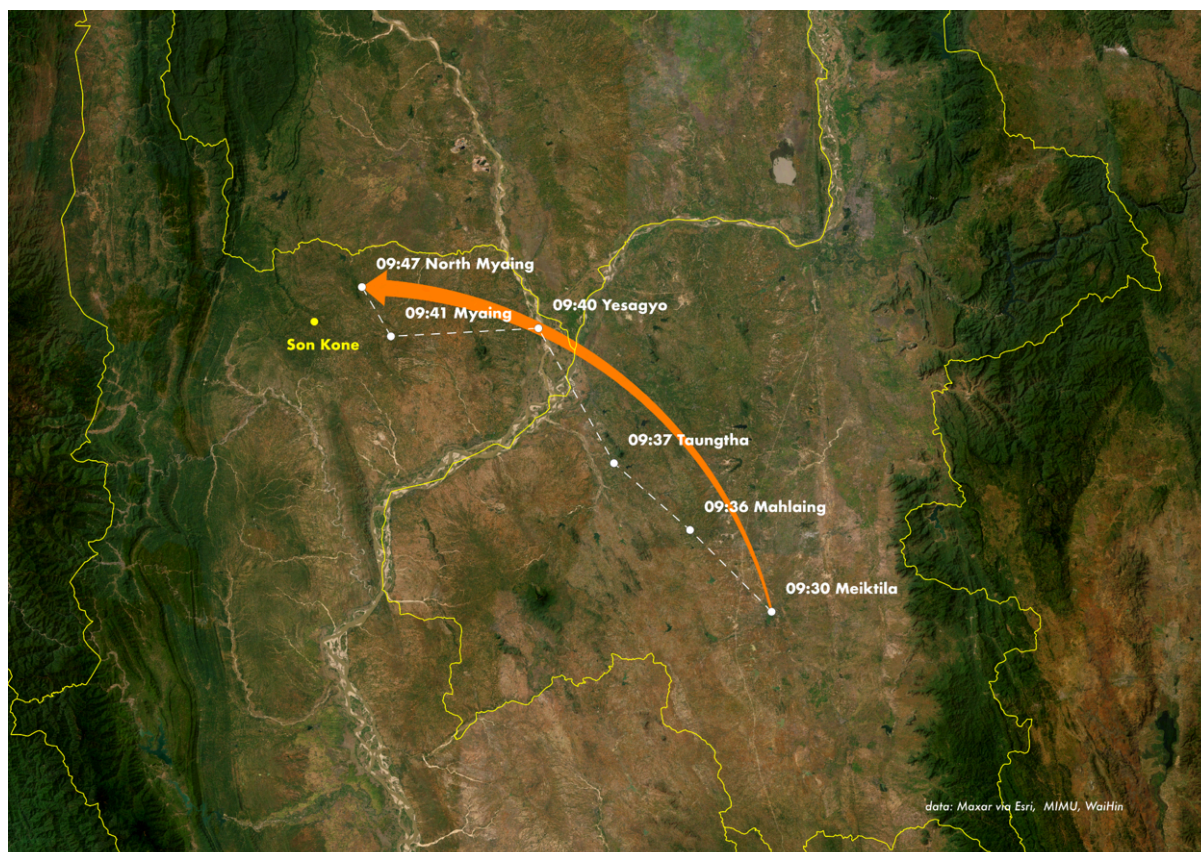 09:47 North Myaing
09:40 Yesagyo
09:41 Myaing
Son Kone
09:37 Taungtha
09:36 Mahlaing
09:30 Meiktila
data: Maxar via Esri, MIMU, WaiHin